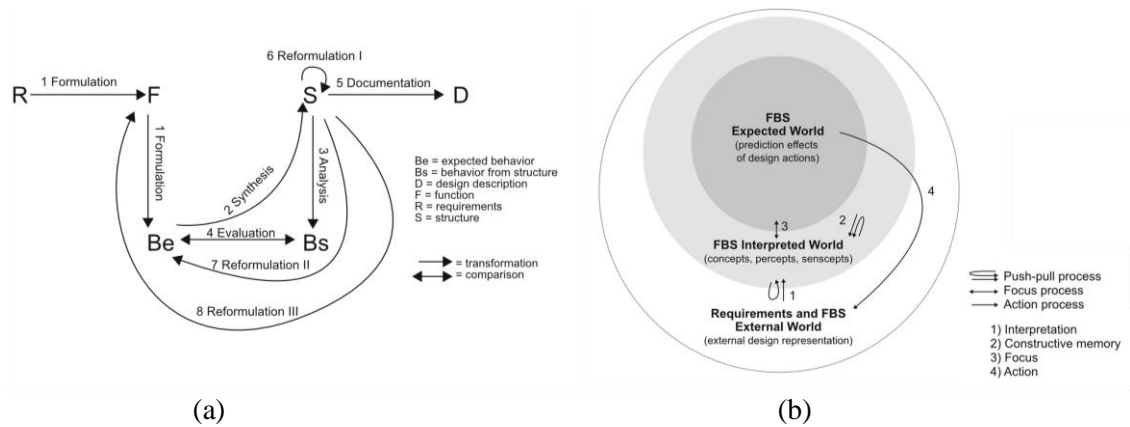 6 Reformulation I
R
1 Formulation
F
S
5 Documentation
D
1 Formulation
2 Synthesis
3 Analysis
Be = expected behavior
Bs = behavior from structure
D = design description
F = function
R = requirements
S = structure
Be
4 Evaluation
Bs
7 Reformulation II
= transformation
= comparison
8 Reformulation III
(a)
FBS
Expected World
(prediction effects
of design actions)
4
3
2
FBS Interpreted World
(concepts, percepts, senscepts)
1
Requirements and FBS
External World
(external design representation)
Push-pull process
Focus process
Action process
1) Interpretation
2) Constructive memory
3) Focus
4) Action
(b)